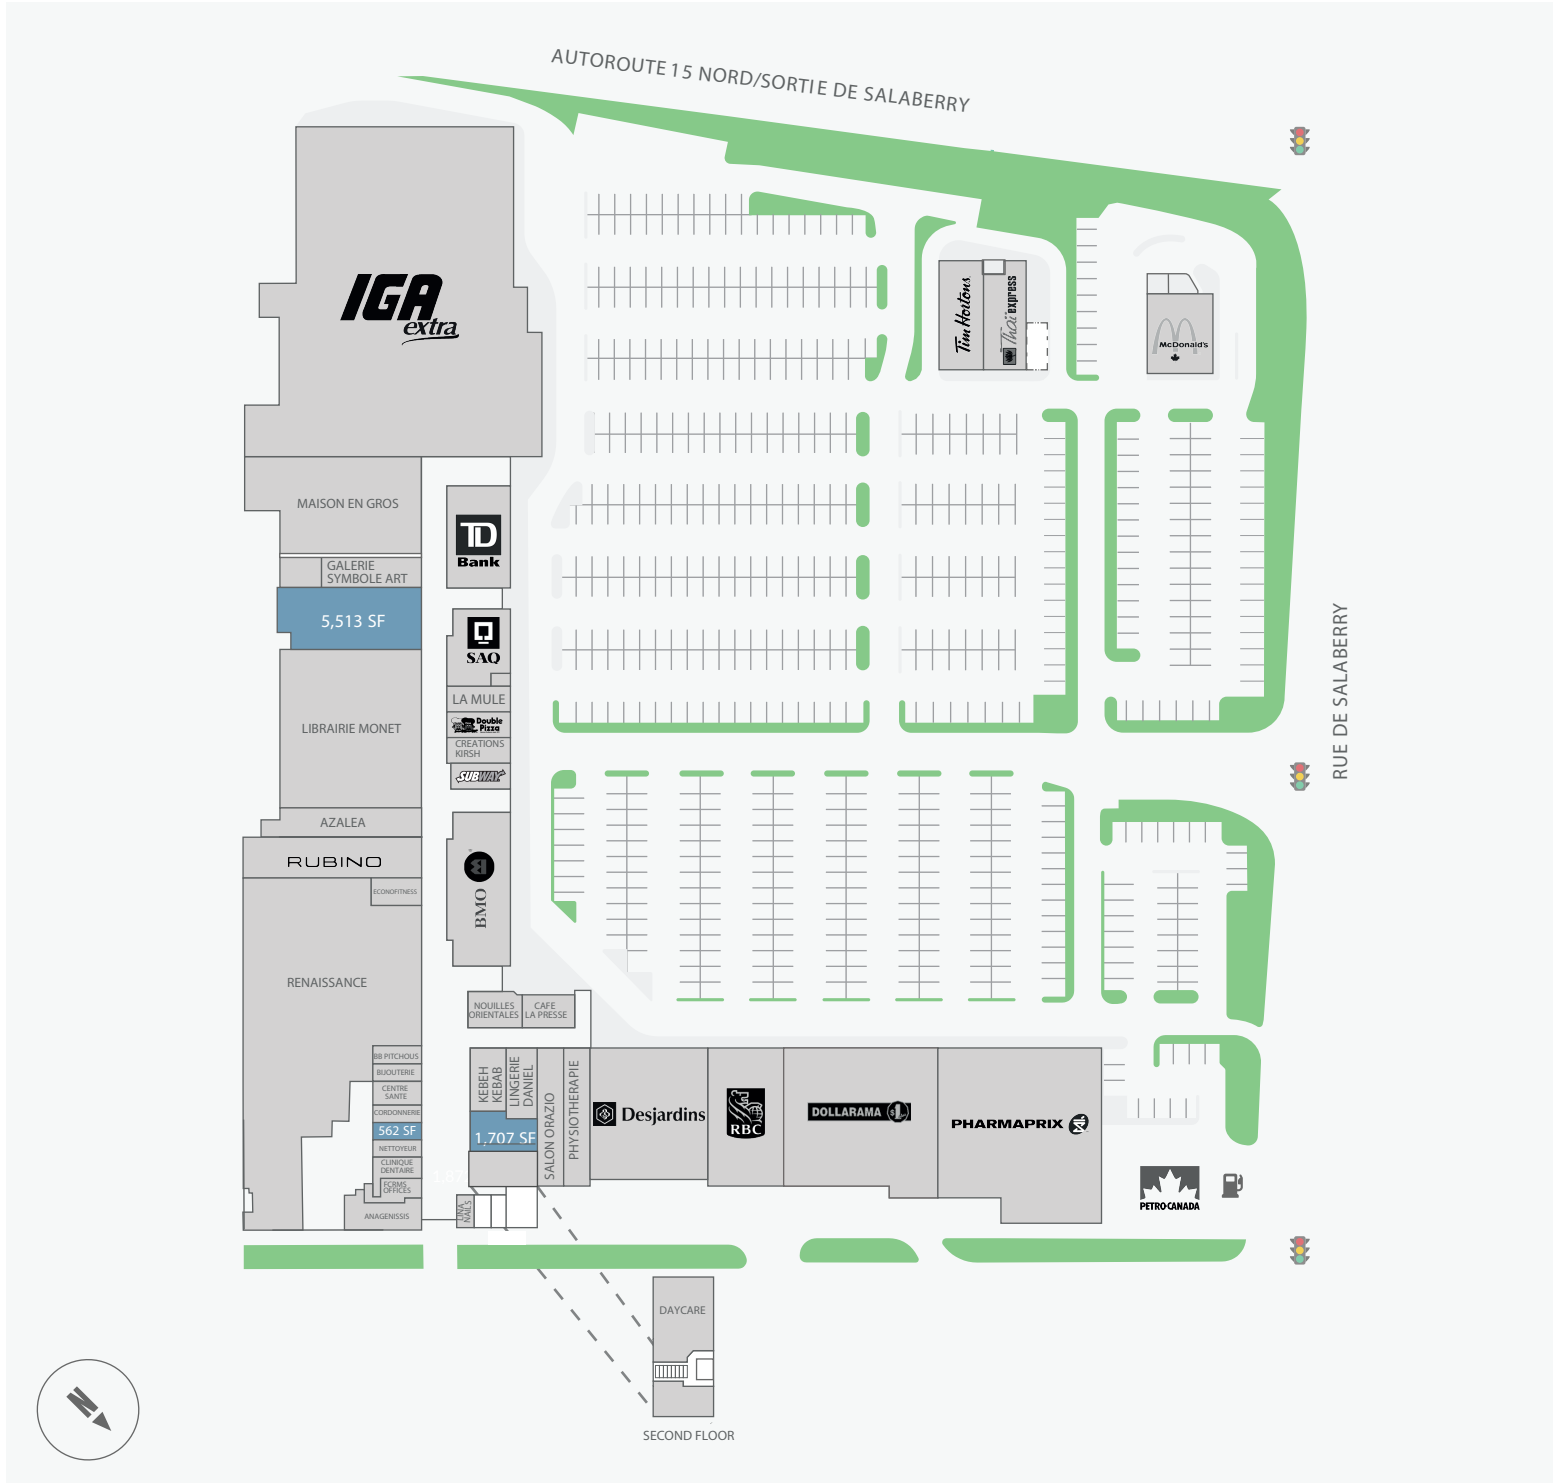 AUTOROUTE 15 NORD/SORTIE DE SALABERRY
IGA
extra
Tim Hortons
Thaï express
McDonald's
MAISON EN GROS
TD
Bank
GALERIE
SYMBOLE ART
5,513 SF
SAQ
LA MULE
LIBRAIRIE MONET
Double
Pizza
CREATIONS
KIRSH
SUBWAY
RUE DE SALABERRY
AZALEA
RUBINO
ECONOFITNESS
BMO
RENAISSANCE
NOUILLES
ORIENTALES
CAFE
LA PRESSE
BB PITCHOUS
BIJOUTERIE
CENTRE
SANTE
CORDONNERIE
562 SF
NETTOYEUR
CLINIQUE
DENTAIRE
FCRMS
OFFICES
ANAGENISSIS
KEBEH
KEBAB
LINGERIE
DANIEL
1,707 SF
SALON ORAZIO
PHYSIOTHERAPIE
Desjardins
RBC
DOLLARAMA
PHARMAPRIX
PETRO-CANADA
NAILS
DAYCARE
SECOND FLOOR
N